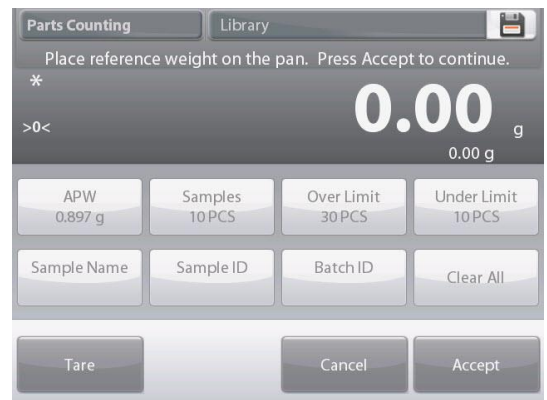 Parts Counting
Library
Place reference weight on the pan. Press Accept to continue.
*
>0<
0.00 g
0.00 g
APW
0.897 g
Samples
10 PCS
Over Limit
30 PCS
Under Limit
10 PCS
Sample Name
Sample ID
Batch ID
Clear All
Tare
Cancel
Accept